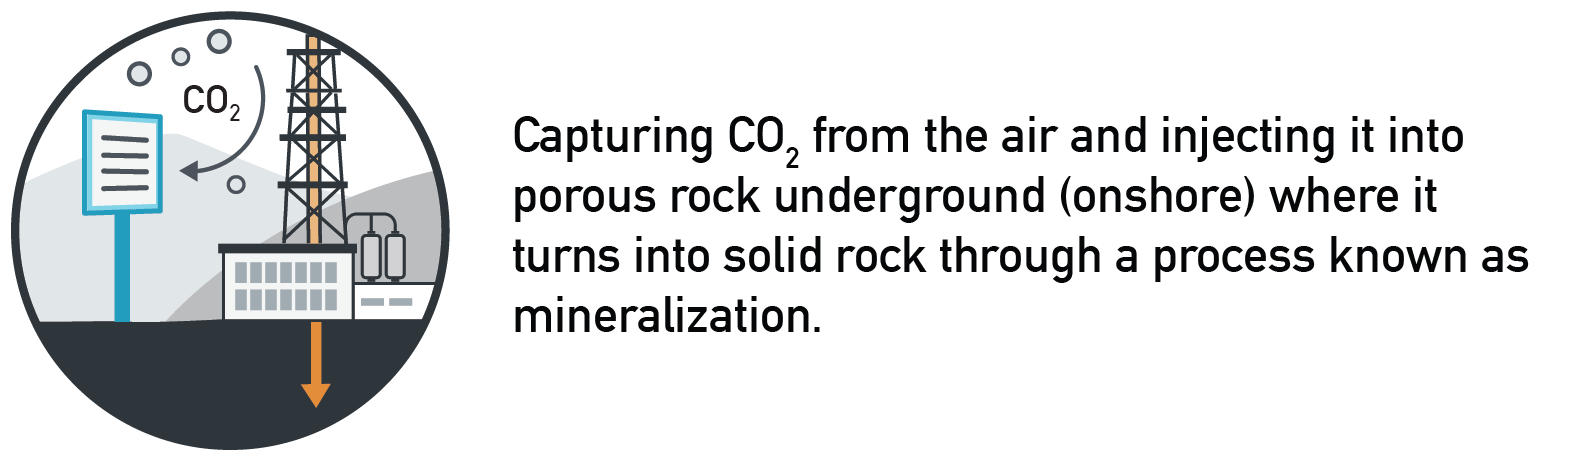 CO₂
Capturing CO₂ from the air and injecting it into
porous rock underground (onshore) where it
turns into solid rock through a process known as
mineralization.